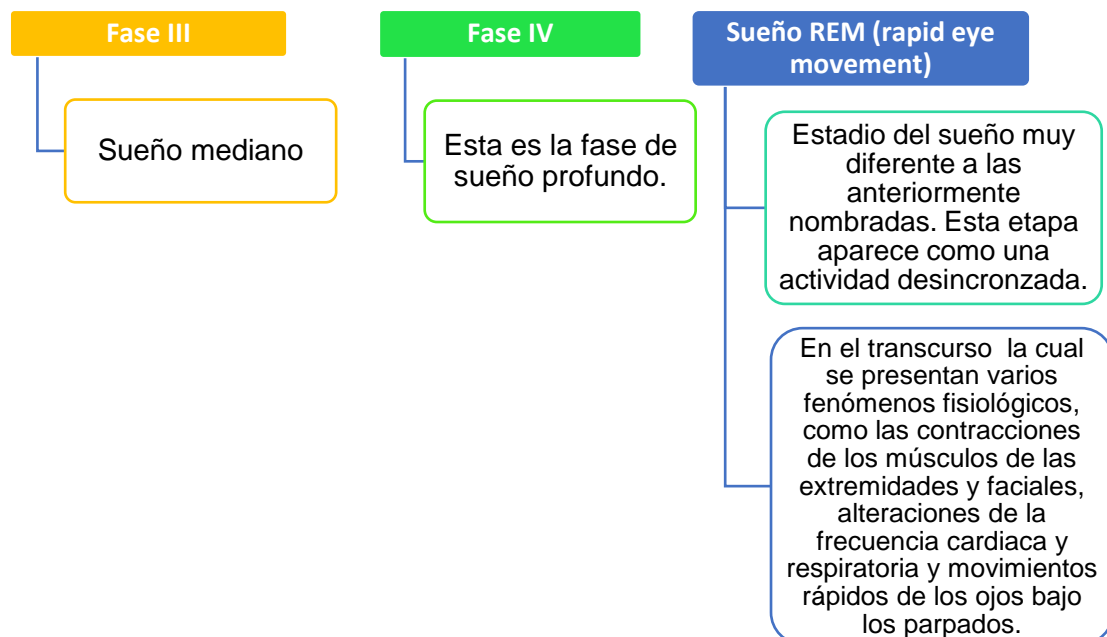 Fase III
Sueño mediano
Fase IV
Esta es la fase de
sueño profundo.
Sueño REM (rapid eye
movement)
Estadio del sueño muy
diferente a las
anteriormente
nombradas. Esta etapa
aparece como una
actividad desincronzada.
En el transcurso  la cual
se presentan varios
fenómenos fisiológicos,
como las contracciones
de los músculos de las
extremidades y faciales,
alteraciones de la
frecuencia cardiaca y
respiratoria y movimientos
rápidos de los ojos bajo
los parpados.